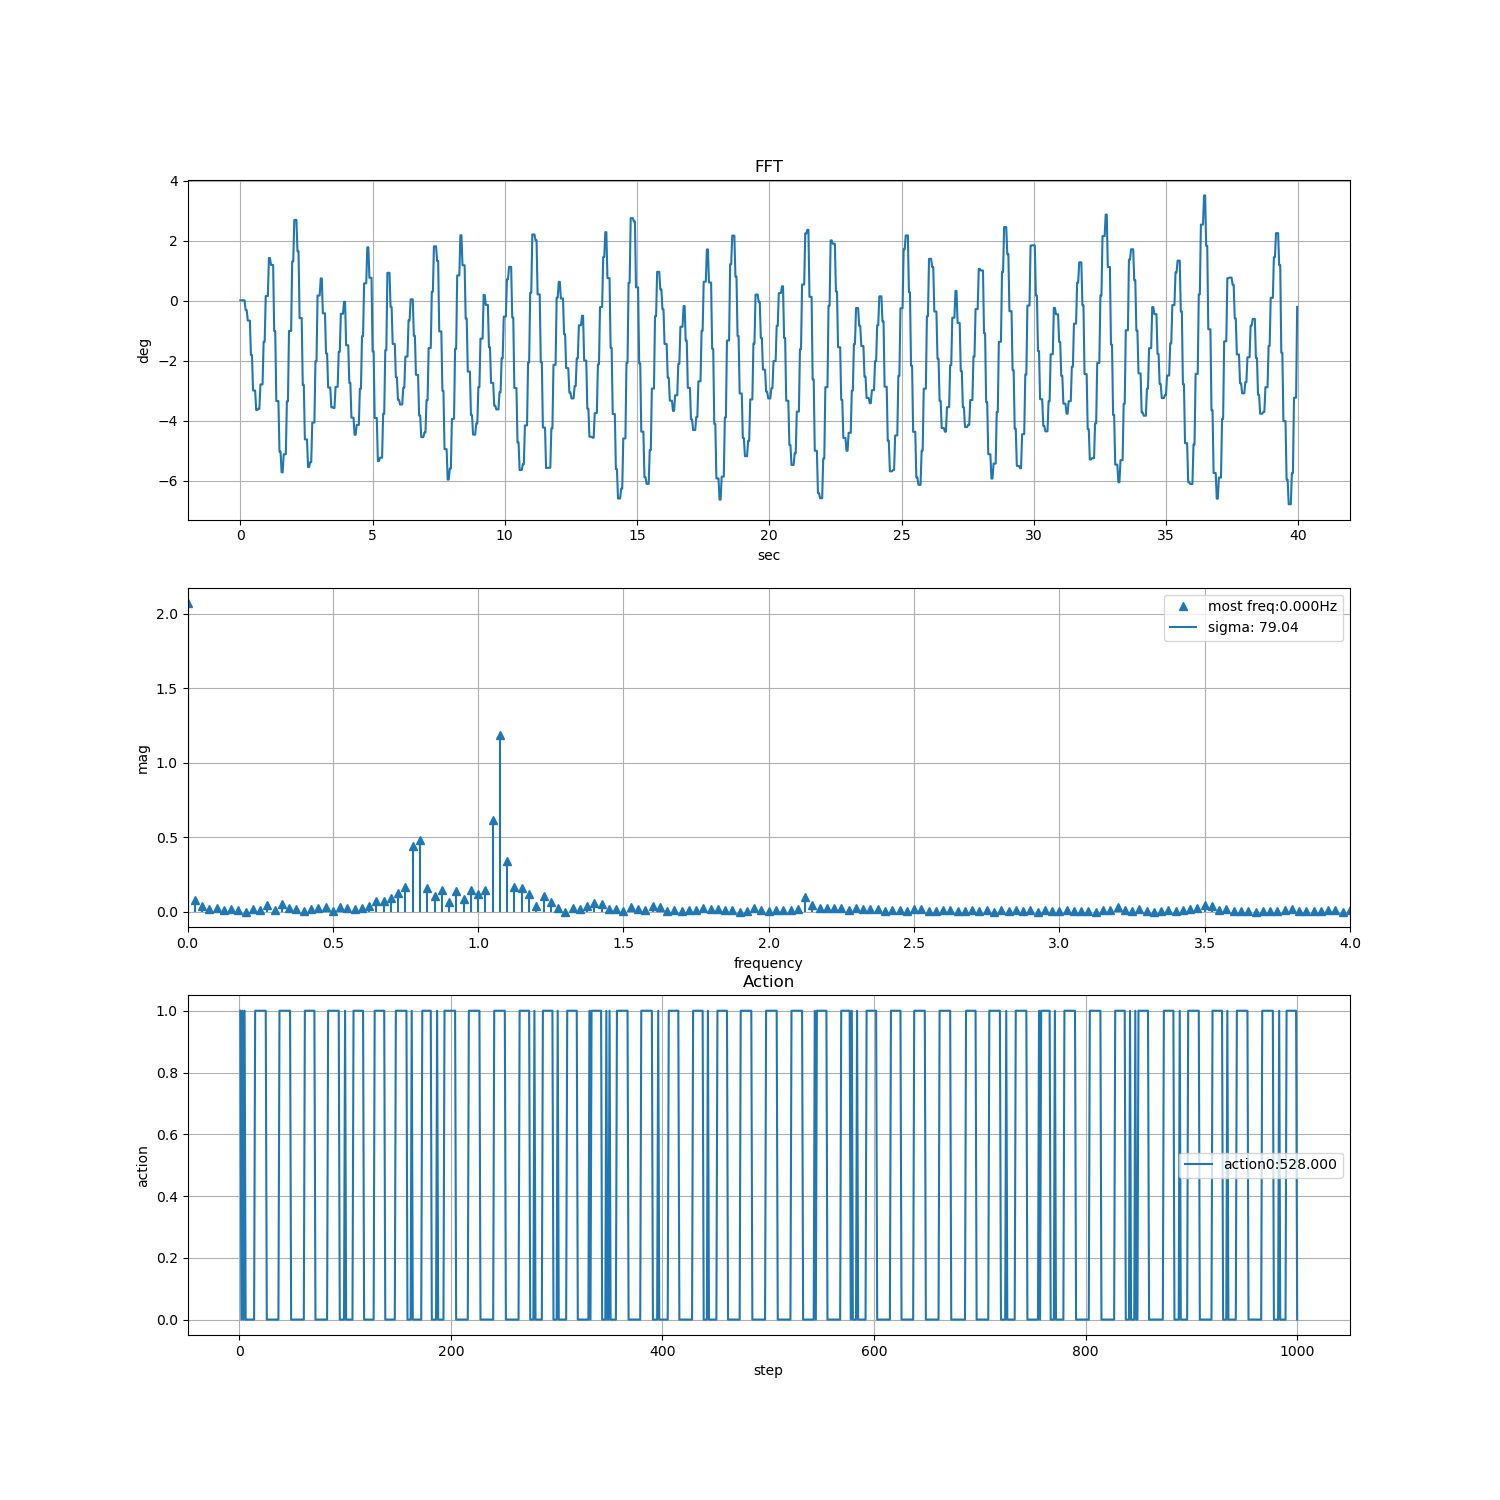 FFT
4
2
0
−2
−4
−6
deg
0 5 10 15 20 25 30 35 40
sec
2.0
1.5
1.0
0.5
0.0
mag
most freq:0.000Hz
sigma: 79.04
0.0 0.5 1.0 1.5 2.0 2.5 3.0 3.5 4.0
frequency
Action
1.0
0.8
0.6
0.4
0.2
0.0
action
action0:528.000
0 200 400 600 800 1000
step